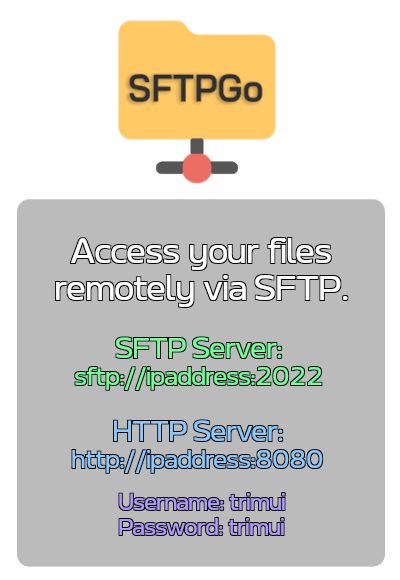 SFTPGo
Access your files
remotely via SFTP.
SFTP Server:
sftp://ipaddress:2022
HTTP Server:
http://ipaddress:8080
Username: trimui
Password: trimui